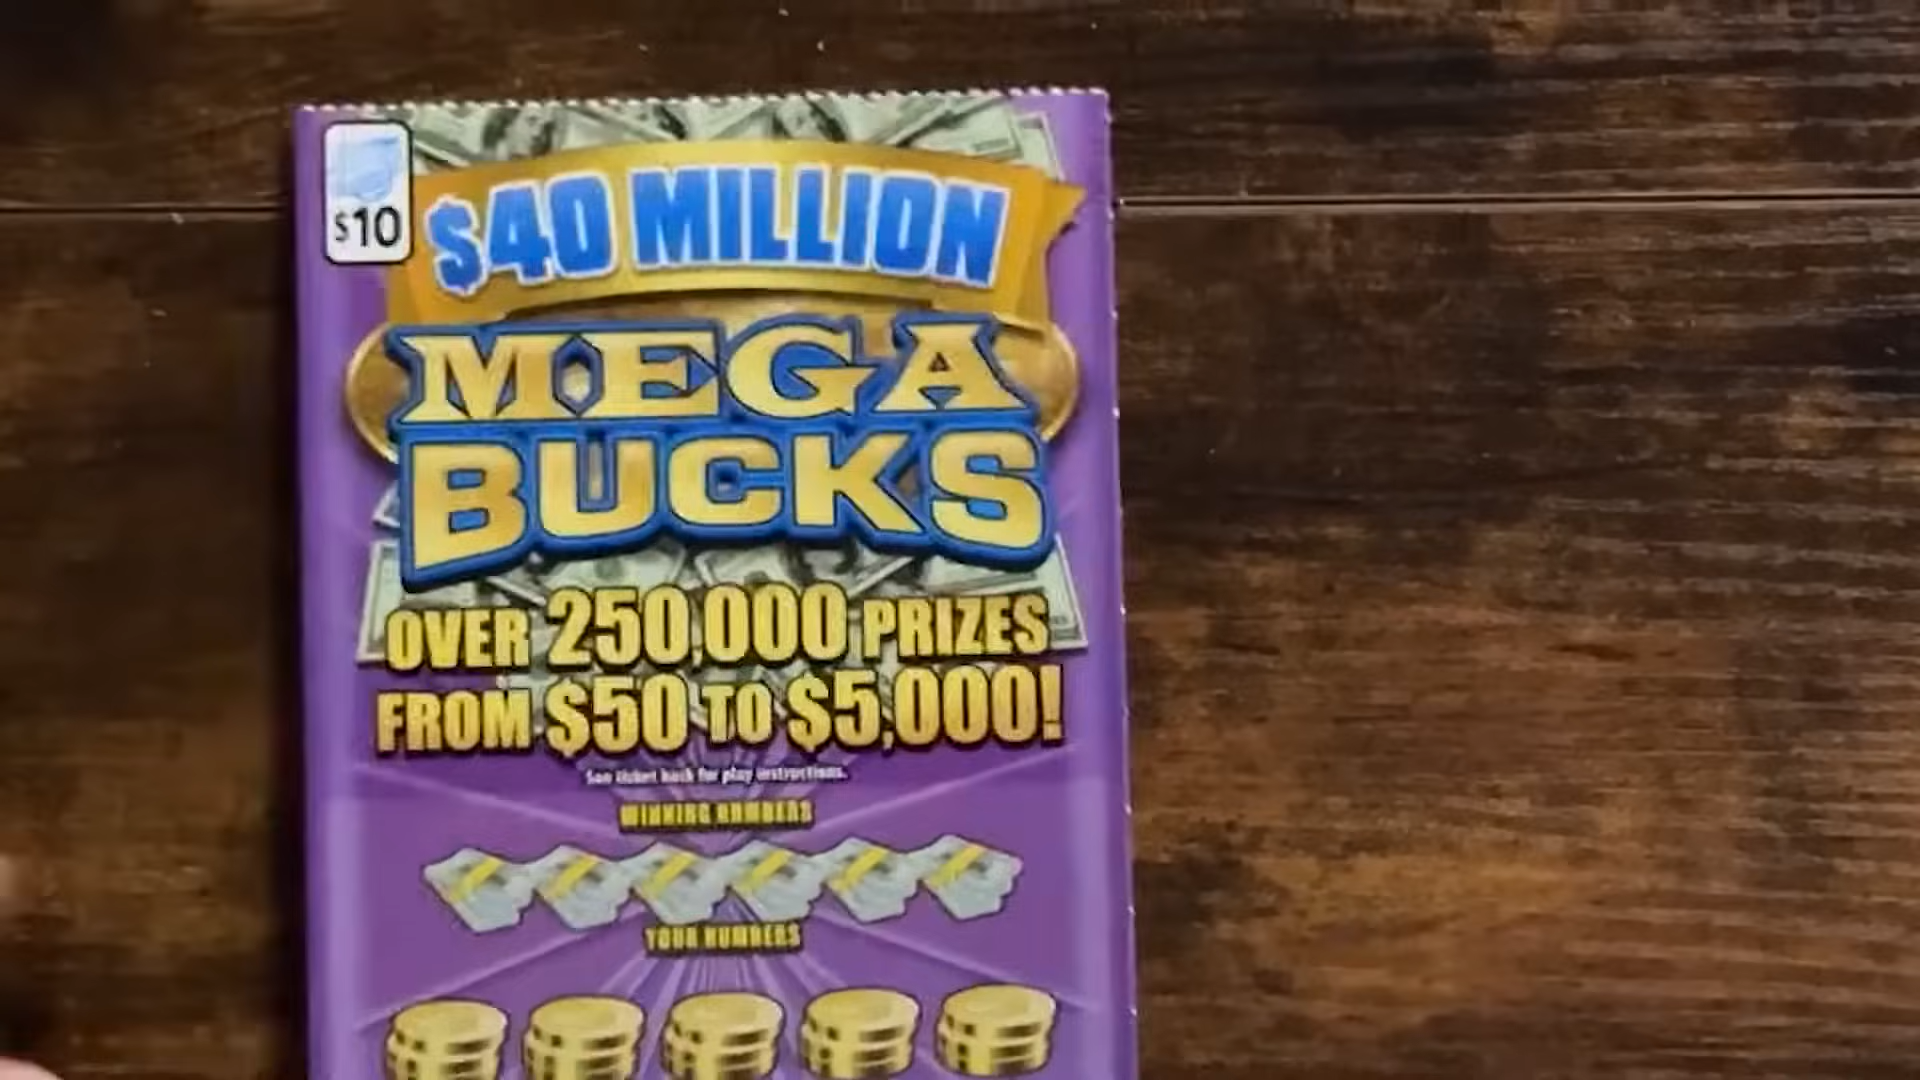 $10
$40 MILLION
MEGA
BUCKS
OVER 250,000 PRIZES
FROM $50 TO $5,000!
See ticket back for play instructions.
WINNING NUMBERS
YOUR NUMBERS